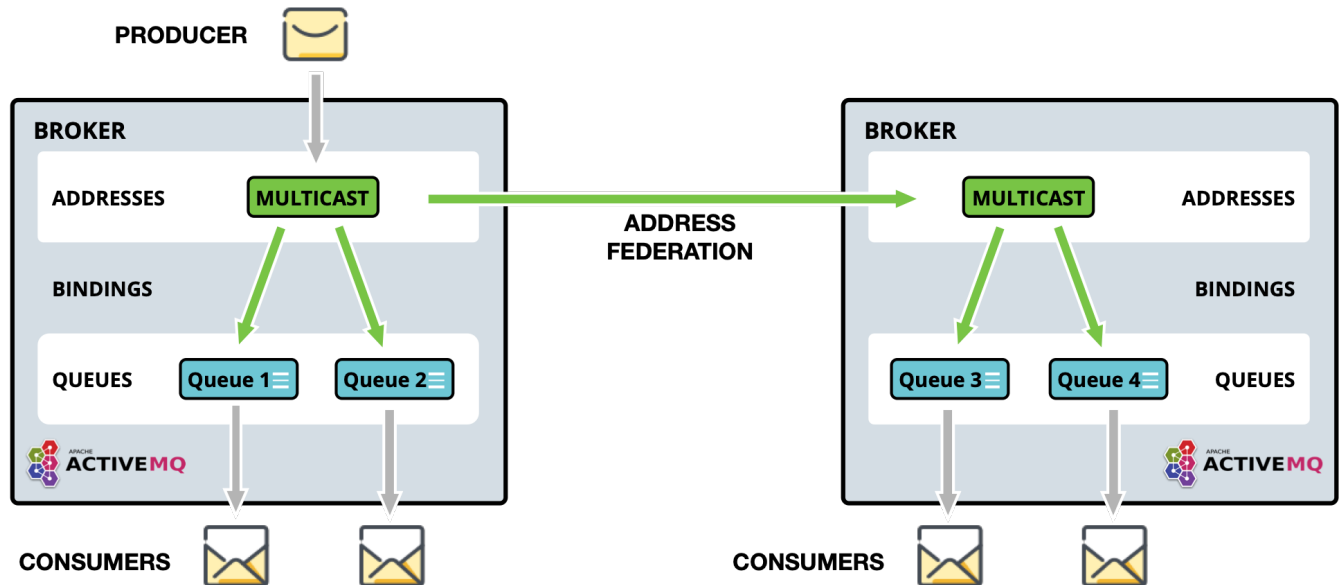 PRODUCER
BROKER
ADDRESSES
MULTICAST
BINDINGS
QUEUES
Queue 1
Queue 2
APACHE
ACTIVEMQ
CONSUMERS
ADDRESS
FEDERATION
BROKER
MULTICAST
ADDRESSES
BINDINGS
Queue 3
Queue 4
QUEUES
APACHE
ACTIVEMQ
CONSUMERS